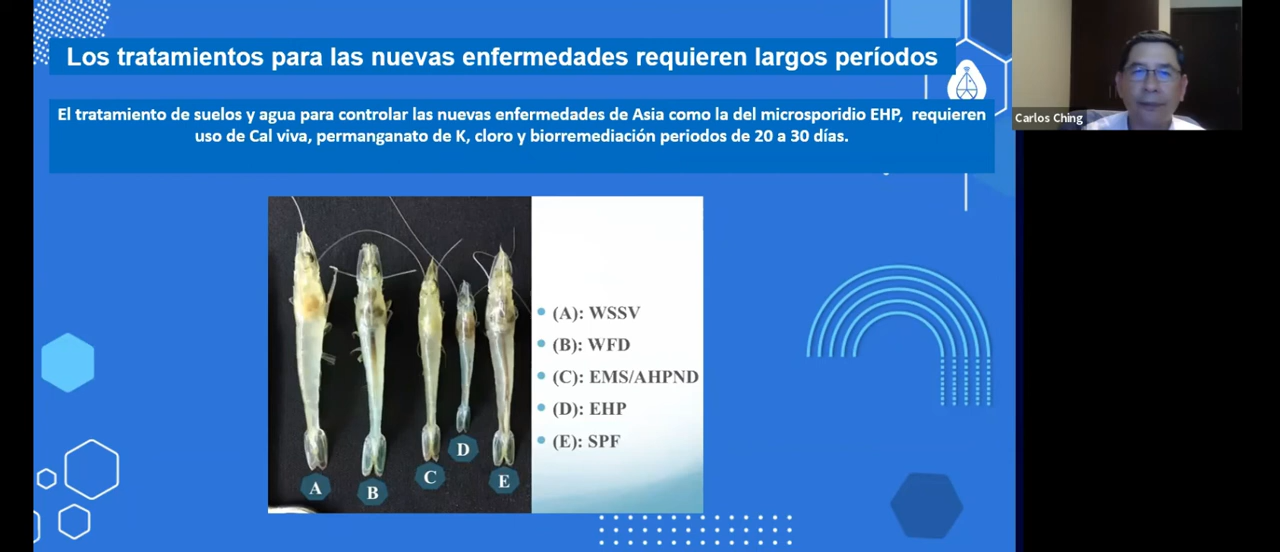 Los tratamientos para las nuevas enfermedades requieren largos períodos
El tratamiento de suelos y agua para controlar las nuevas enfermedades de Asia como la del microsporidio EHP, requieren
uso de Cal viva, permanganato de K, cloro y biorremediación periodos de 20 a 30 días.
Carlos Ching
(A): WSSV
(B): WFD
(C): EMS/AHPND
(D): EHP
(E): SPF
A
B
C
D
E